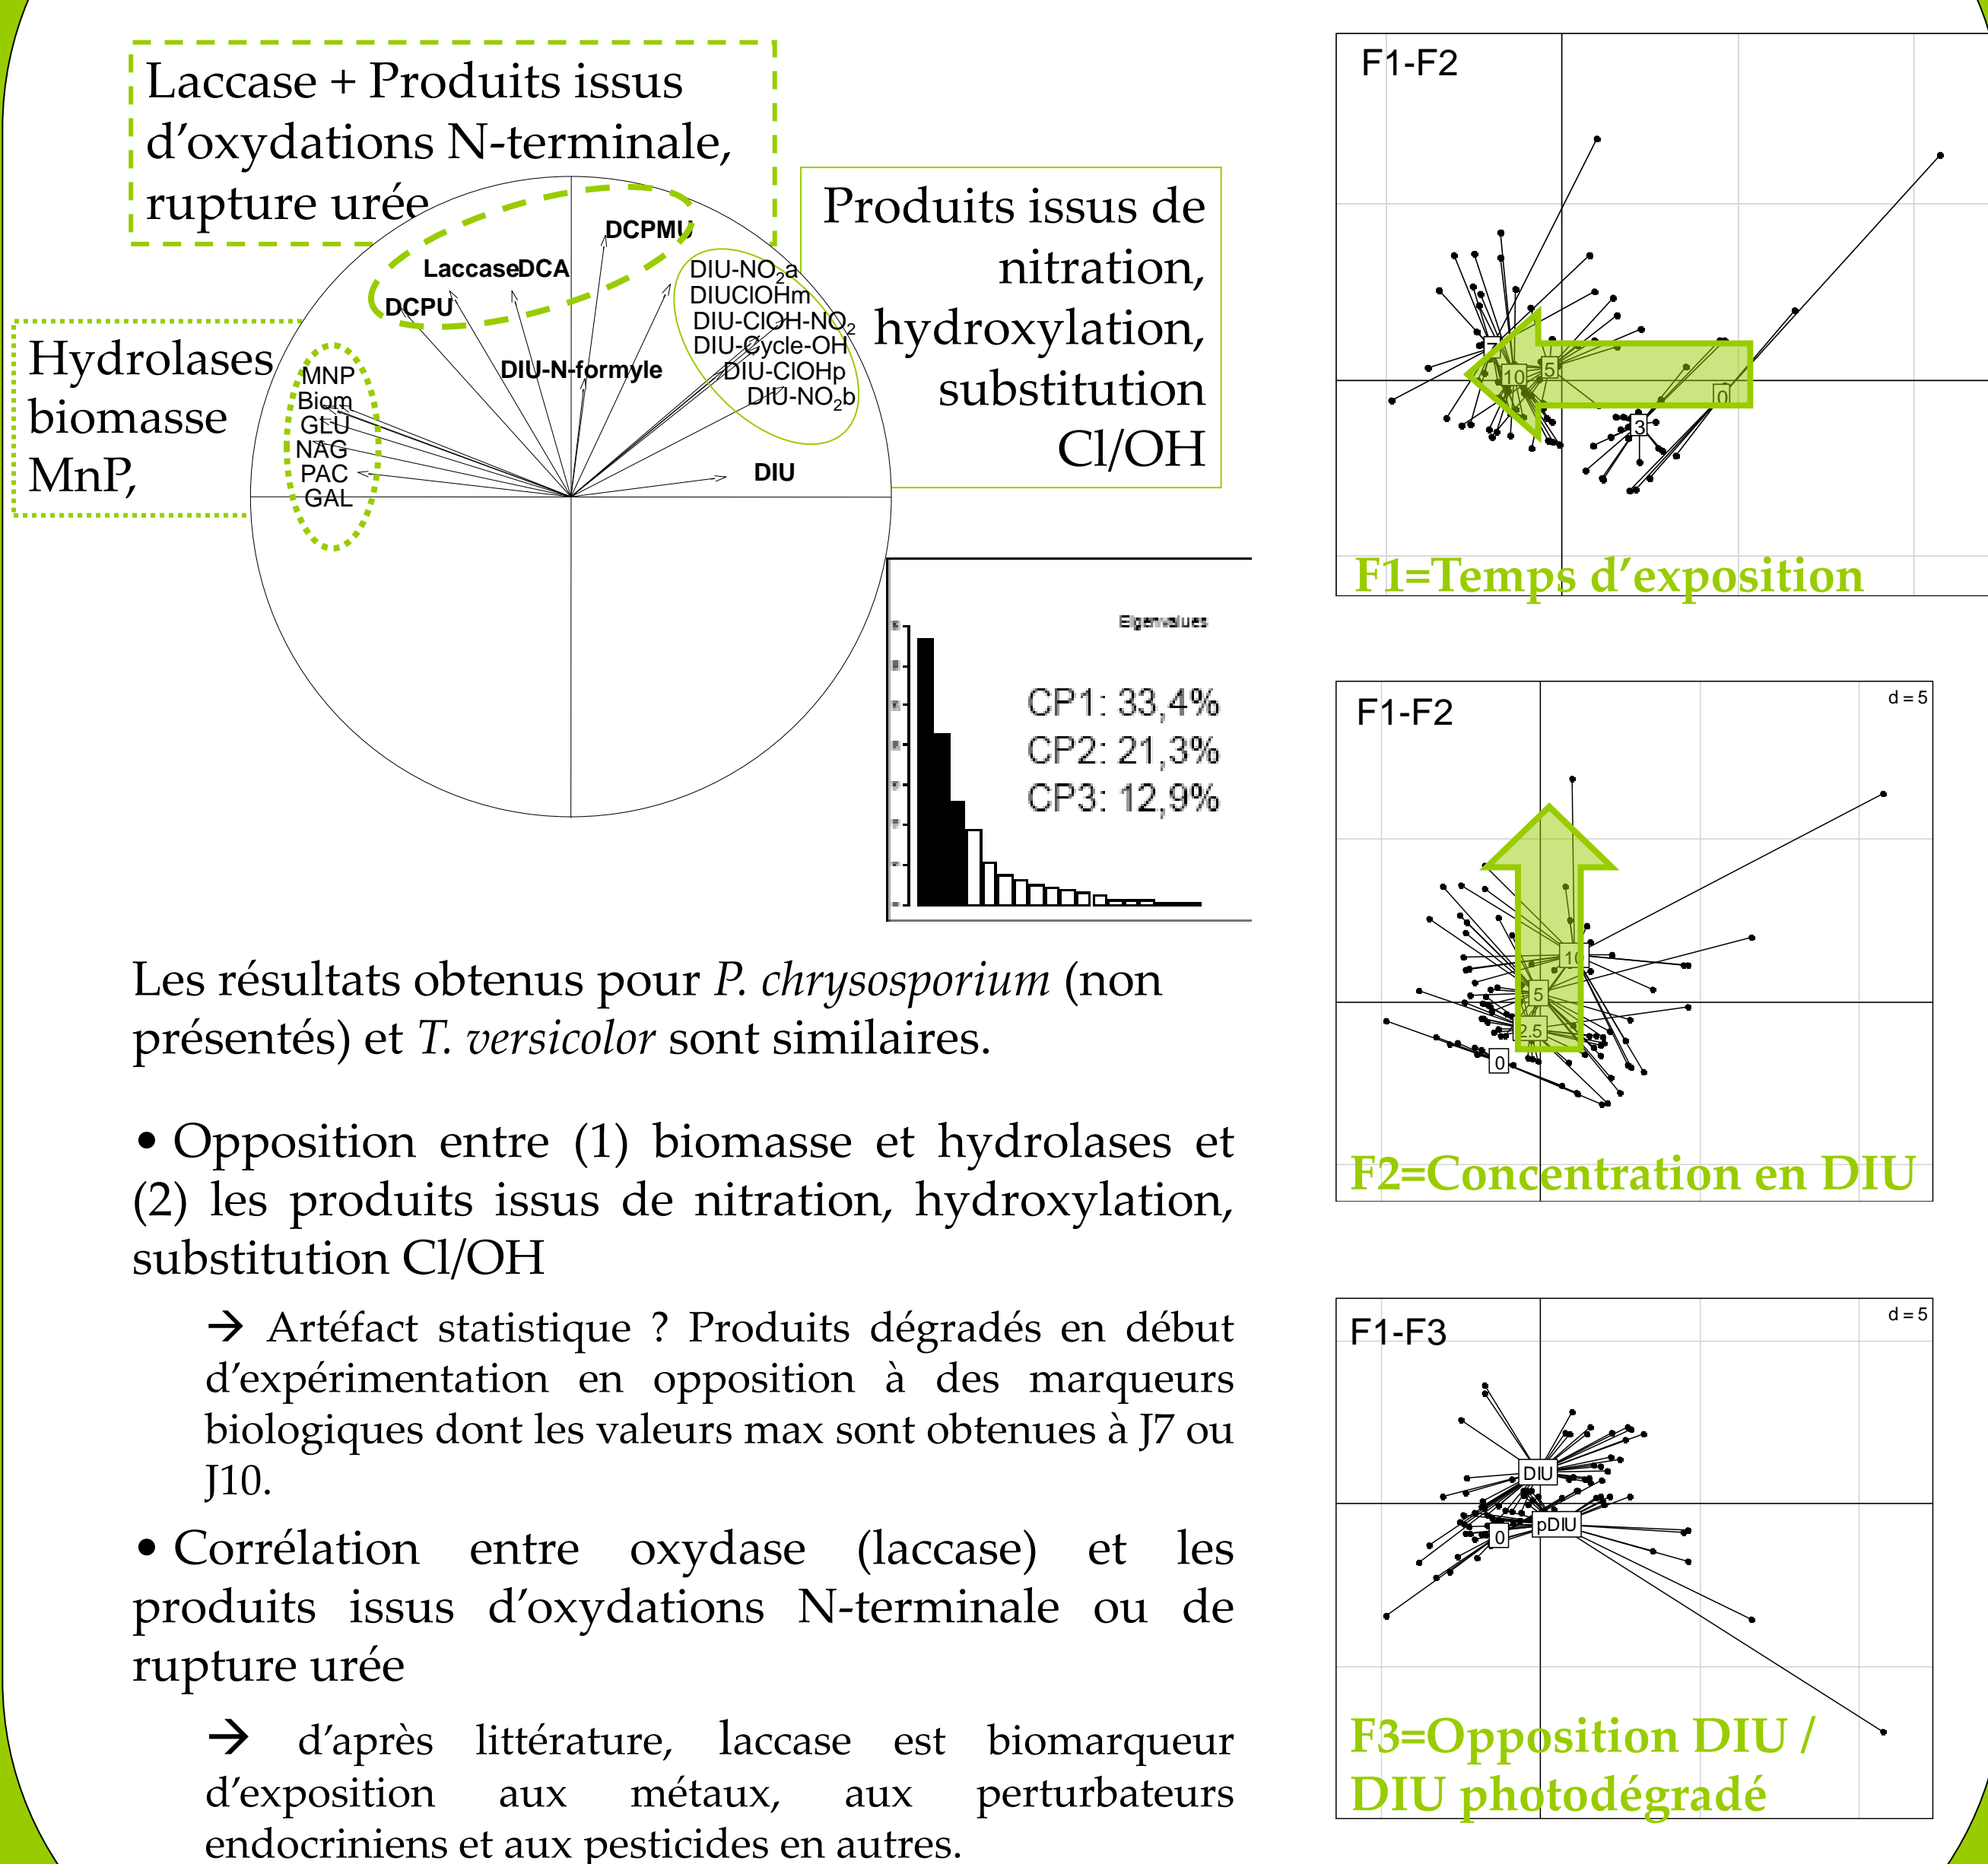 Laccase + Produits issus
d’oxydations N-terminale,
rupture urée
Produits issus de
nitration,
hydroxylation,
substitution
Cl/OH
Hydrolases
biomasse
MnP,
DCPMU
LaccaseDCA
DCPU
DIU-N-formyle
DIU-NO₂a
DIUClOHm
DIU-ClOH-NO₂
DIU-Cycle-OH
DIU-ClOHp
DIU-NO₂b
DIU
MNP
Biom
GLU
NAG
PAC
GAL
Eigenvalues
CP1: 33,4%
CP2: 21,3%
CP3: 12,9%
Les résultats obtenus pour P. chrysosporium (non
présentés) et T. versicolor sont similaires.
• Opposition entre (1) biomasse et hydrolases et
(2) les produits issus de nitration, hydroxylation,
substitution Cl/OH
→ Artéfact statistique ? Produits dégradés en début
d’expérimentation en opposition à des marqueurs
biologiques dont les valeurs max sont obtenues à J7 ou
J10.
• Corrélation entre oxydase (laccase) et les
produits issus d’oxydations N-terminale ou de
rupture urée
→ d’après littérature, laccase est biomarqueur
d’exposition aux métaux, aux perturbateurs
endocriniens et aux pesticides en autres.
F1-F2
7
10
5
0
3
F1=Temps d’exposition
F1-F2
d = 5
10
5
2.5
0
F2=Concentration en DIU
F1-F3
d = 5
DIU
pDIU
0
F3=Opposition DIU /
DIU photodégradé